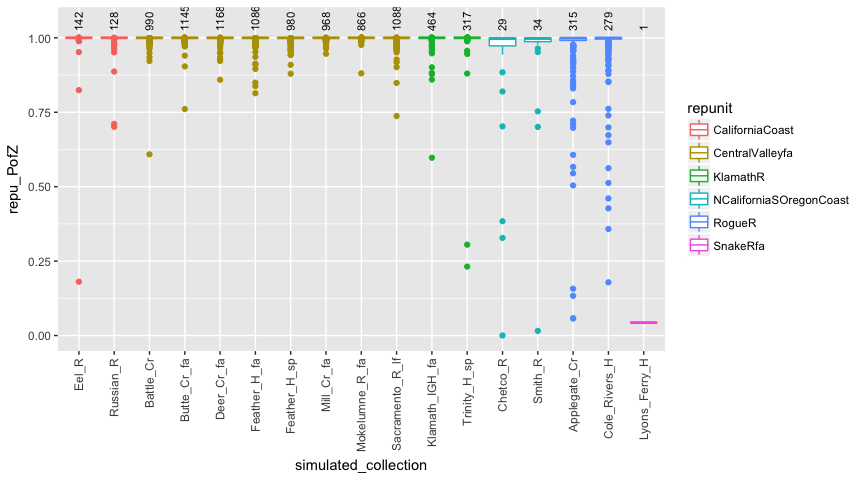 142 128 990 1145 1168 1086 980 968 866 1088 464 317 29 34 315 279 1
1.00
0.75
0.50
0.25
0.00
repu_PofZ
Eel_R
Russian_R
Battle_Cr
Butte_Cr_fa
Deer_Cr_fa
Feather_H_fa
Feather_H_sp
Mill_Cr_fa
Mokelumne_R_fa
Sacramento_R_lf
Klamath_IGH_fa
Trinity_H_sp
Chetco_R
Smith_R
Applegate_Cr
Cole_Rivers_H
Lyons_Ferry_H
simulated_collection
repunit
CaliforniaCoast
CentralValleyfa
KlamathR
NCaliforniaSOregonCoast
RogueR
SnakeRfa